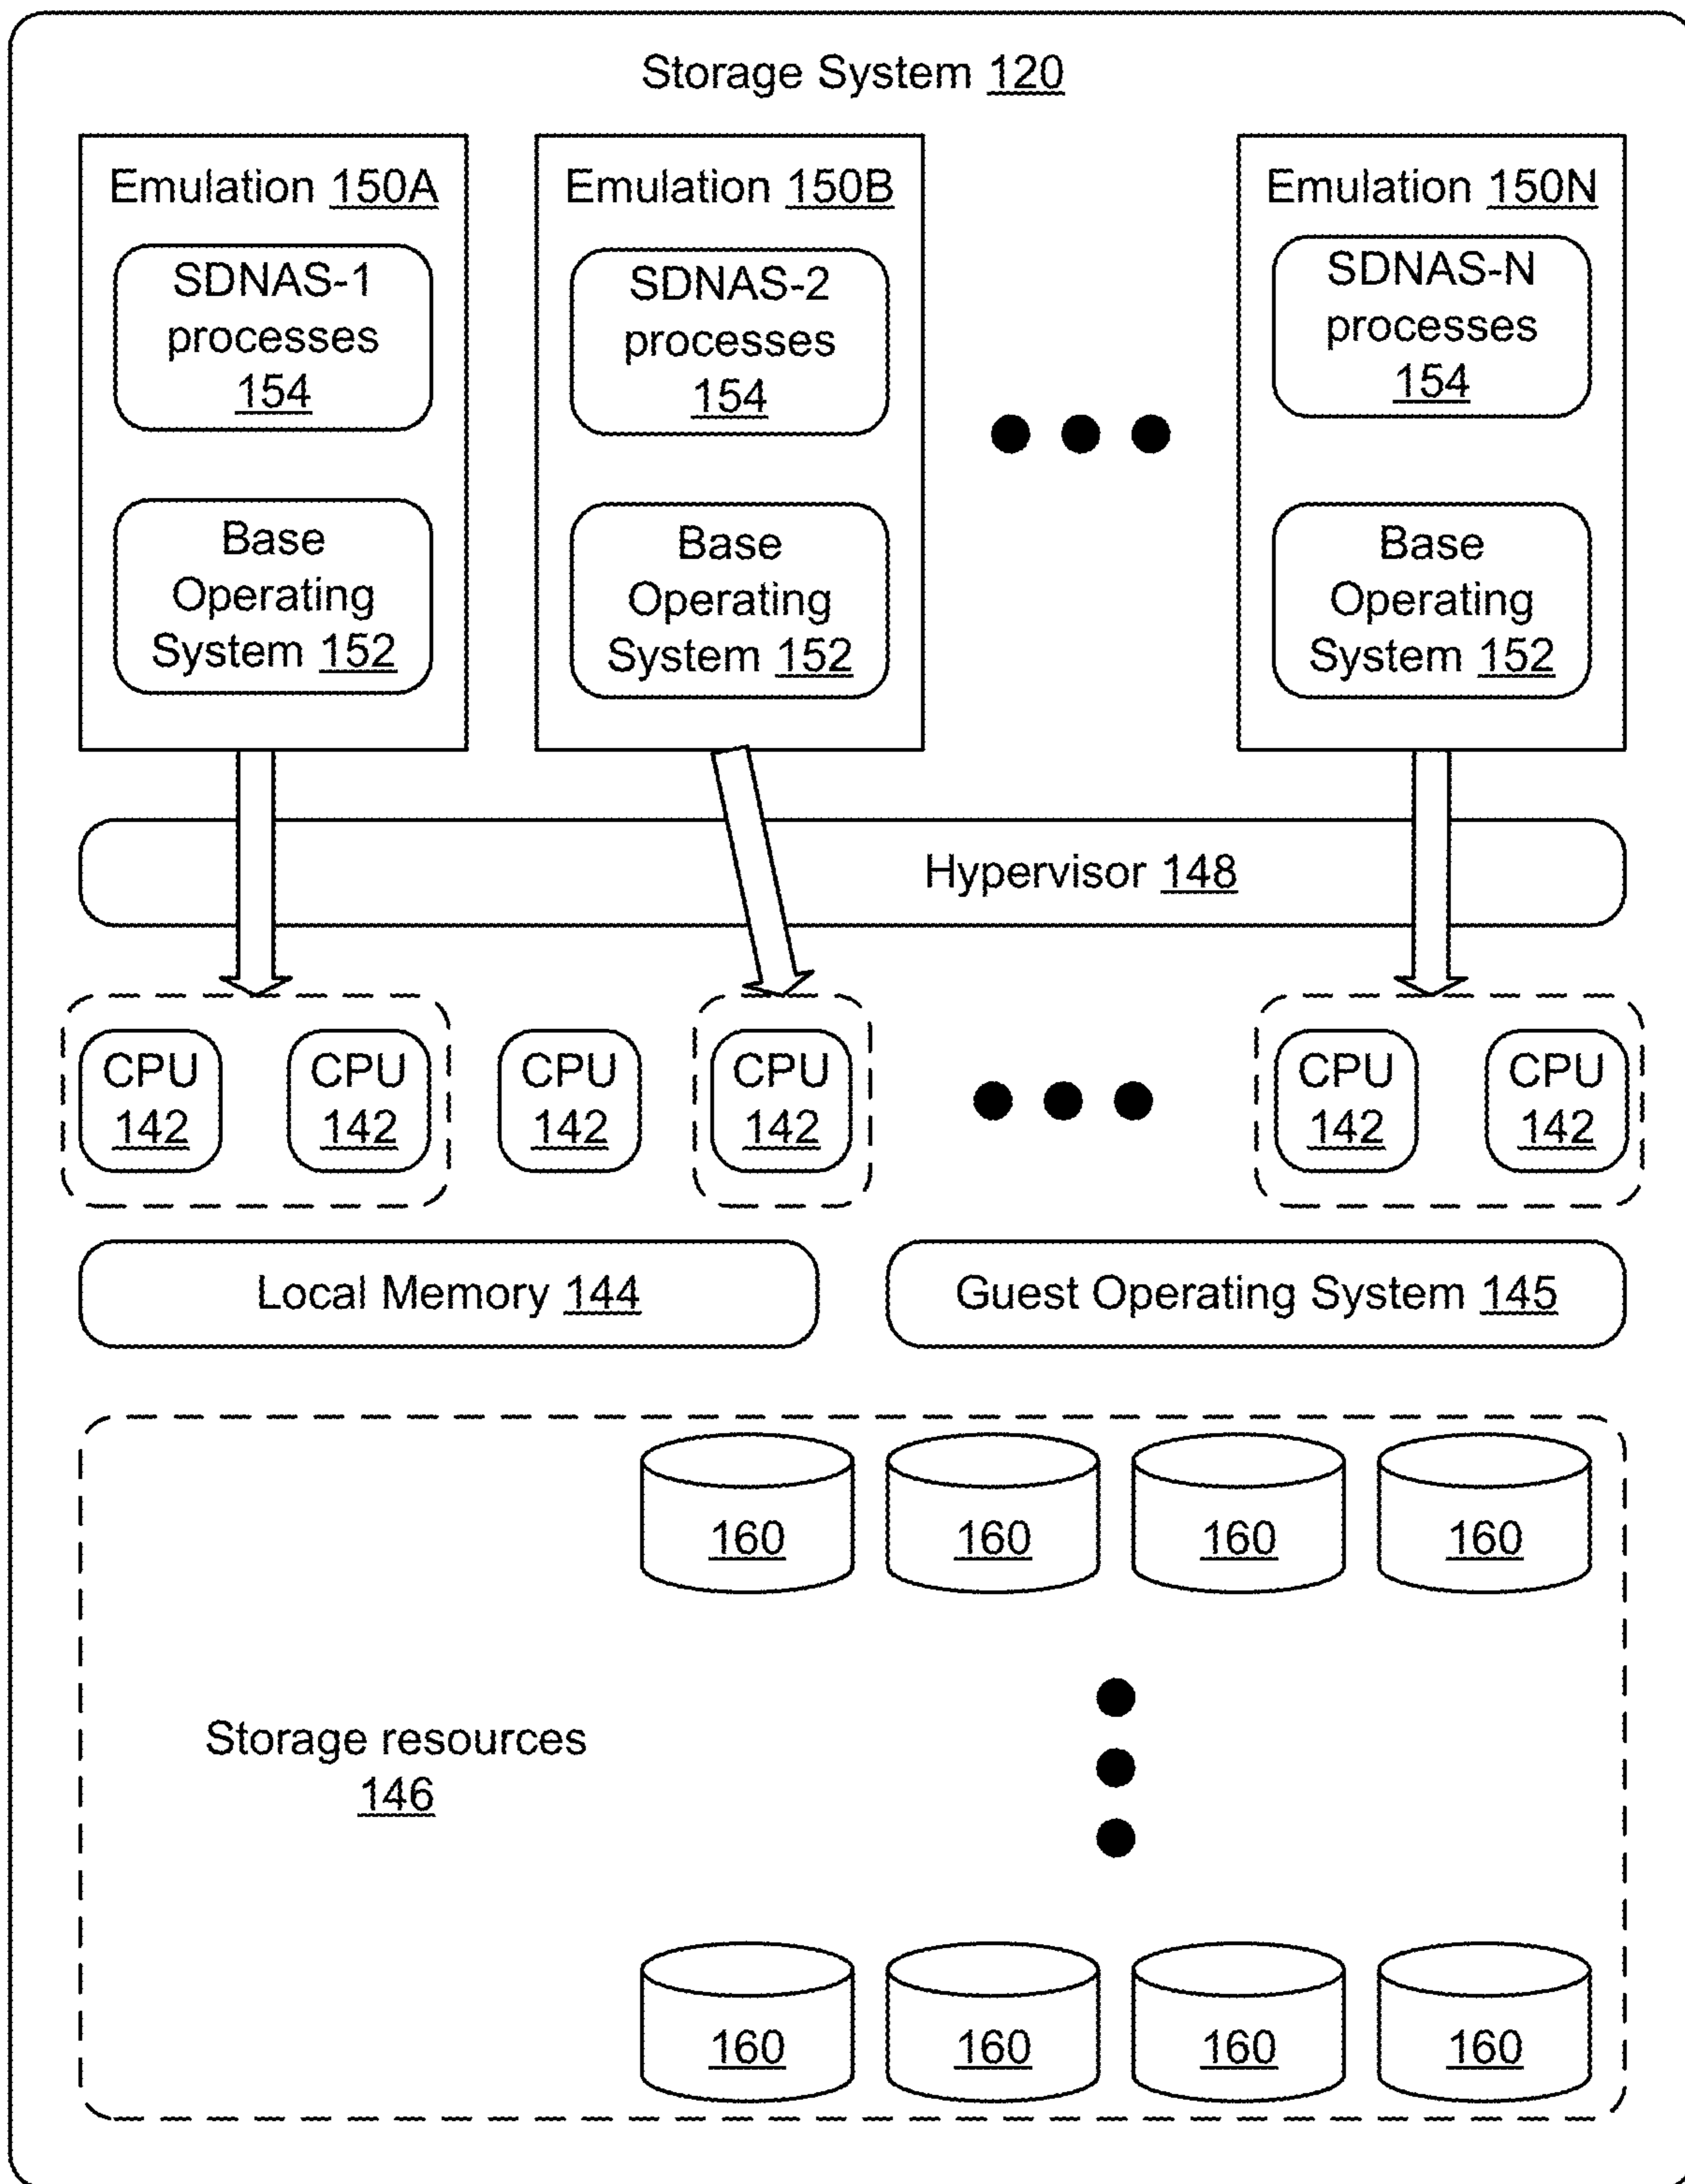 Storage System 120
Emulation 150A
SDNAS-1
processes
154
Base
Operating
System 152
Emulation 150B
SDNAS-2
processes
154
Base
Operating
System 152
Emulation 150N
SDNAS-N
processes
154
Base
Operating
System 152
Hypervisor 148
CPU
142
CPU
142
CPU
142
CPU
142
CPU
142
CPU
142
Local Memory 144
Guest Operating System 145
160 160 160 160
Storage resources
146
160 160 160 160